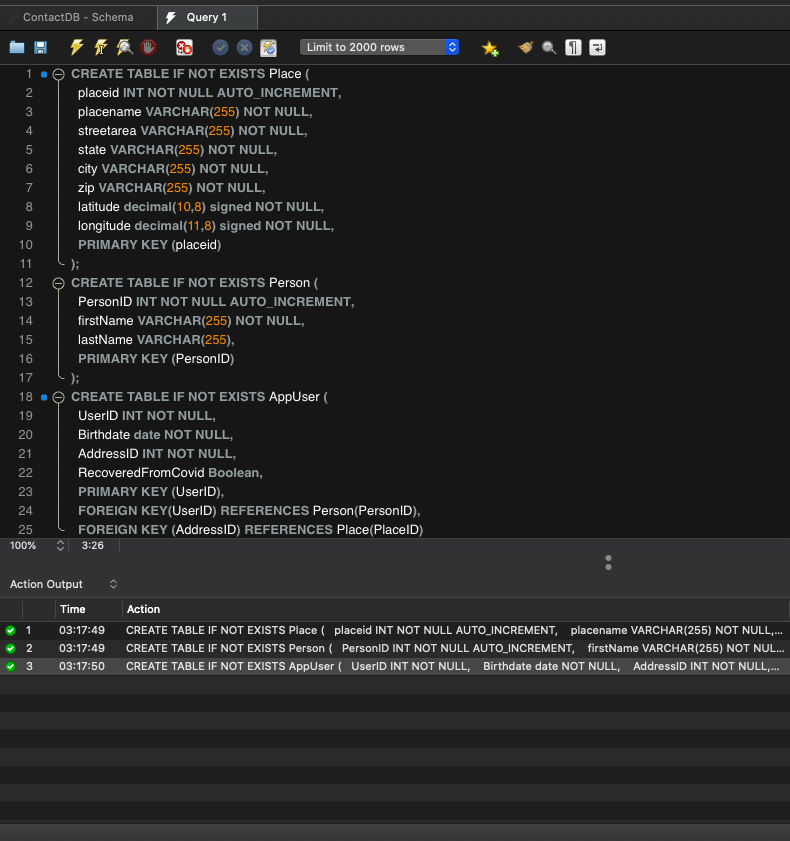 ContactDB - Schema
Query 1
Limit to 2000 rows
1 CREATE TABLE IF NOT EXISTS Place (
2 placeid INT NOT NULL AUTO_INCREMENT,
3 placename VARCHAR(255) NOT NULL,
4 streetarea VARCHAR(255) NOT NULL,
5 state VARCHAR(255) NOT NULL,
6 city VARCHAR(255) NOT NULL,
7 zip VARCHAR(255) NOT NULL,
8 latitude decimal(10,8) signed NOT NULL,
9 longitude decimal(11,8) signed NOT NULL,
10 PRIMARY KEY (placeid)
11 );
12 CREATE TABLE IF NOT EXISTS Person (
13 PersonID INT NOT NULL AUTO_INCREMENT,
14 firstName VARCHAR(255) NOT NULL,
15 lastName VARCHAR(255),
16 PRIMARY KEY (PersonID)
17 );
18 CREATE TABLE IF NOT EXISTS AppUser (
19 UserID INT NOT NULL,
20 Birthdate date NOT NULL,
21 AddressID INT NOT NULL,
22 RecoveredFromCovid Boolean,
23 PRIMARY KEY (UserID),
24 FOREIGN KEY(UserID) REFERENCES Person(PersonID),
25 FOREIGN KEY (AddressID) REFERENCES Place(PlaceID)
100% 3:26
Action Output
Time Action
1 03:17:49 CREATE TABLE IF NOT EXISTS Place ( placeid INT NOT NULL AUTO_INCREMENT, placename VARCHAR(255) NOT NULL,...
2 03:17:49 CREATE TABLE IF NOT EXISTS Person ( PersonID INT NOT NULL AUTO_INCREMENT, firstName VARCHAR(255) NOT NUL...
3 03:17:50 CREATE TABLE IF NOT EXISTS AppUser ( UserID INT NOT NULL, Birthdate date NOT NULL, AddressID INT NOT NULL,...